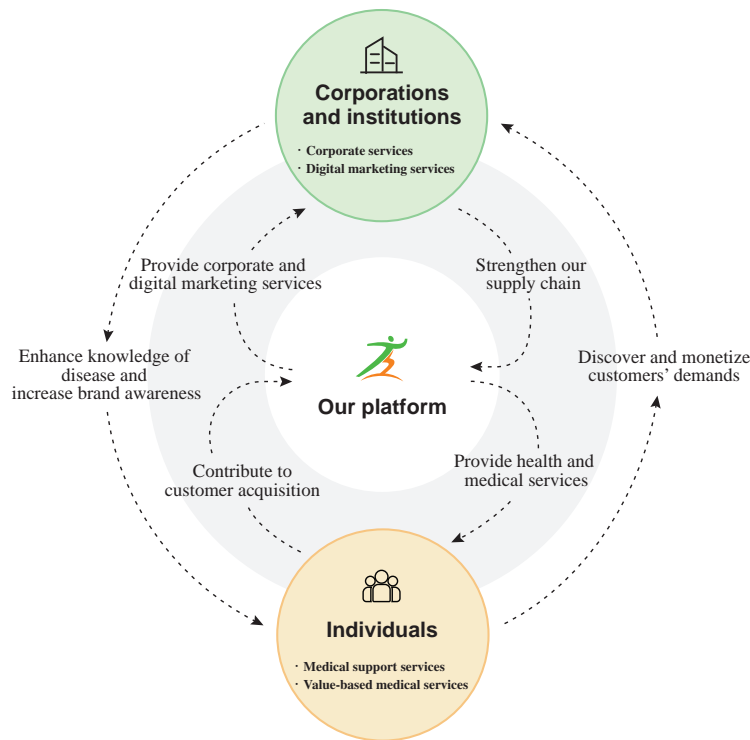 Corporations
and institutions
· Corporate services
· Digital marketing services
Provide corporate and
digital marketing services
Strengthen our
supply chain
Enhance knowledge of
disease and
increase brand awareness
Our platform
Discover and monetize
customers’ demands
Contribute to
customer acquisition
Provide health and
medical services
Individuals
· Medical support services
· Value-based medical services